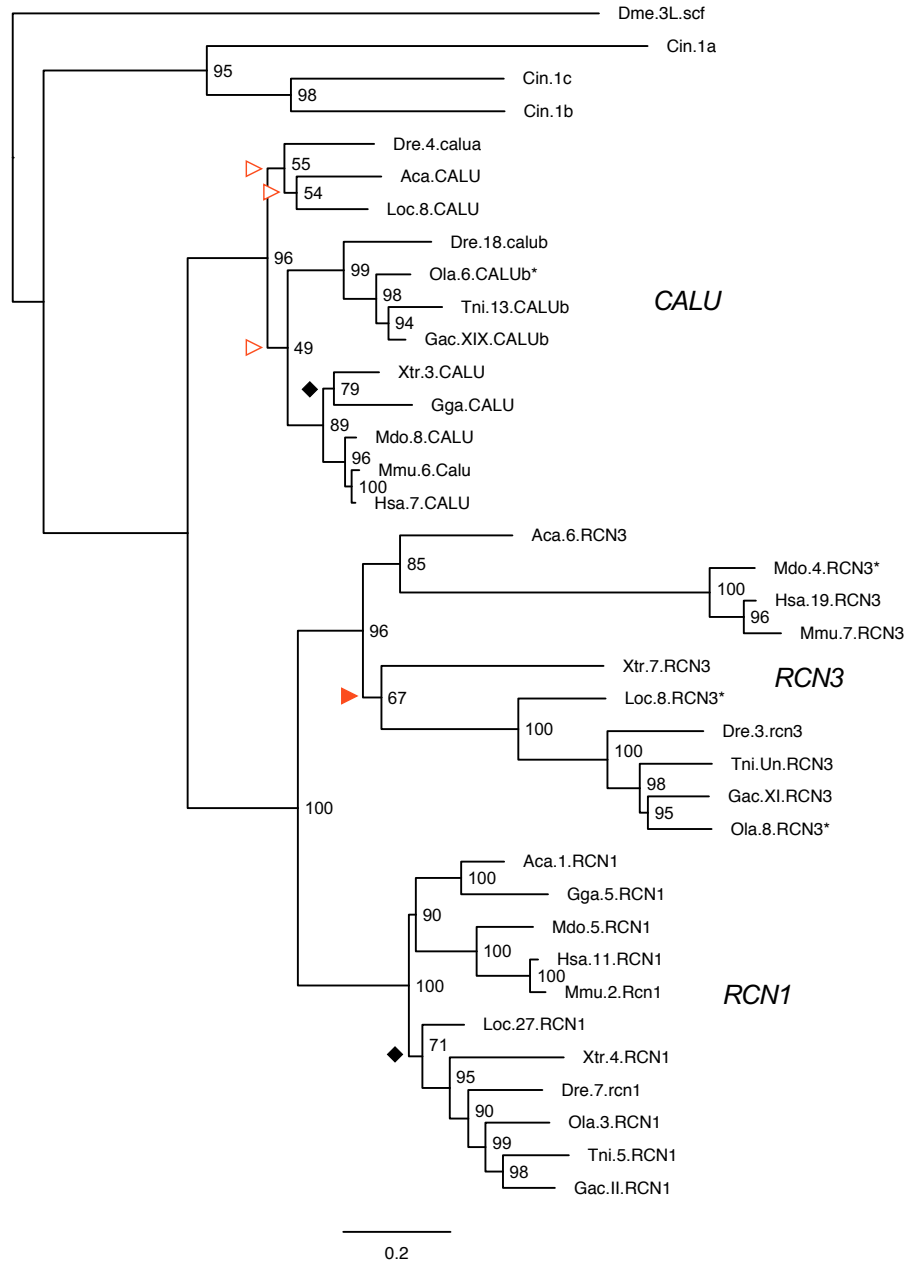 Dme.3L.scf
Cin.1a
95
Cin.1c
98
Cin.1b
Dre.4.calua
55
Aca.CALU
54
Loc.8.CALU
Dre.18.calub
96
99
Ola.6.CALUb*
98
CALU
Tni.13.CALUb
94
Gac.XIX.CALUb
49
Xtr.3.CALU
79
Gga.CALU
89
Mdo.8.CALU
96
Mmu.6.Calu
100
Hsa.7.CALU
Aca.6.RCN3
85
Mdo.4.RCN3*
100
Hsa.19.RCN3
96
Mmu.7.RCN3
96
Xtr.7.RCN3
RCN3
67
Loc.8.RCN3*
100
Dre.3.rcn3
100
Tni.Un.RCN3
98
Gac.XI.RCN3
95
Ola.8.RCN3*
100
Aca.1.RCN1
100
Gga.5.RCN1
90
Mdo.5.RCN1
100
Hsa.11.RCN1
100
Mmu.2.Rcn1
100
RCN1
Loc.27.RCN1
71
Xtr.4.RCN1
95
Dre.7.rcn1
90
Ola.3.RCN1
99
Tni.5.RCN1
98
Gac.II.RCN1
0.2